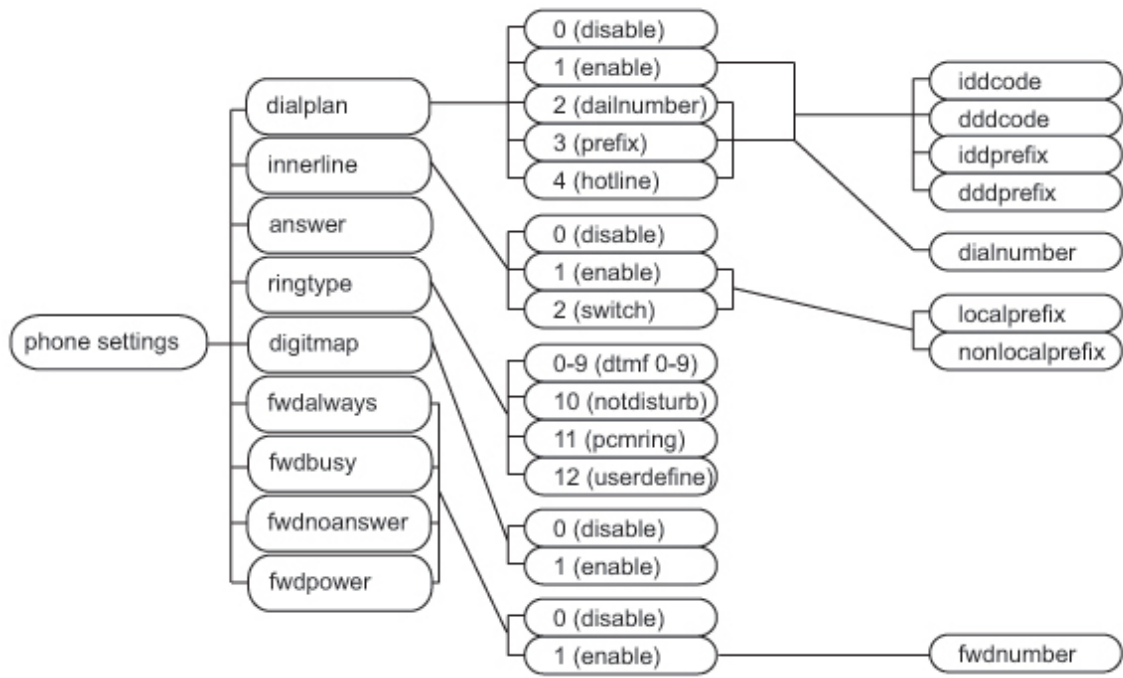 phone settings
dialplan
innerline
answer
ringtype
digitmap
fwdalways
fwdbusy
fwdnoanswer
fwdpower
0 (disable)
1 (enable)
2 (dailnumber)
3 (prefix)
4 (hotline)
0 (disable)
1 (enable)
2 (switch)
0-9 (dtmf 0-9)
10 (notdisturb)
11 (pcmring)
12 (userdefine)
0 (disable)
1 (enable)
0 (disable)
1 (enable)
iddcode
dddcode
iddprefix
dddprefix
dialnumber
localprefix
nonlocalprefix
fwdnumber